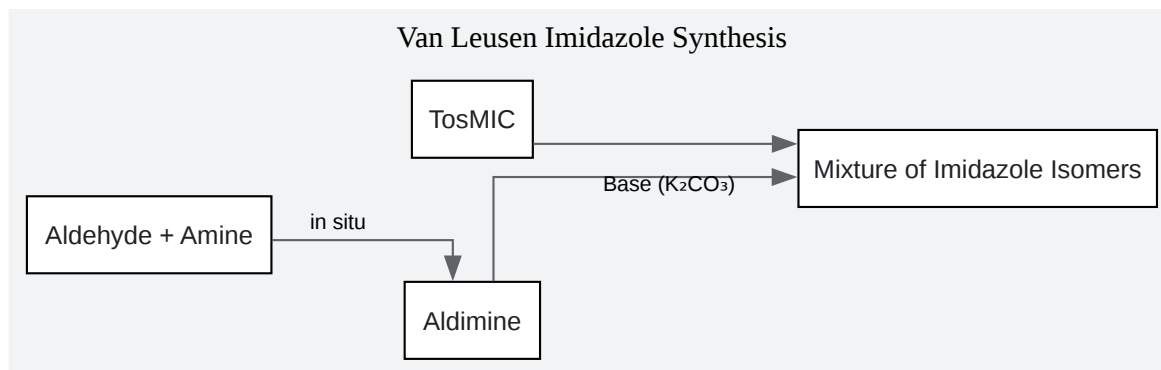 Van Leusen Imidazole Synthesis
TosMIC
Mixture of Imidazole Isomers
Base (K₂CO₃)
in situ
Aldehyde + Amine
Aldimine